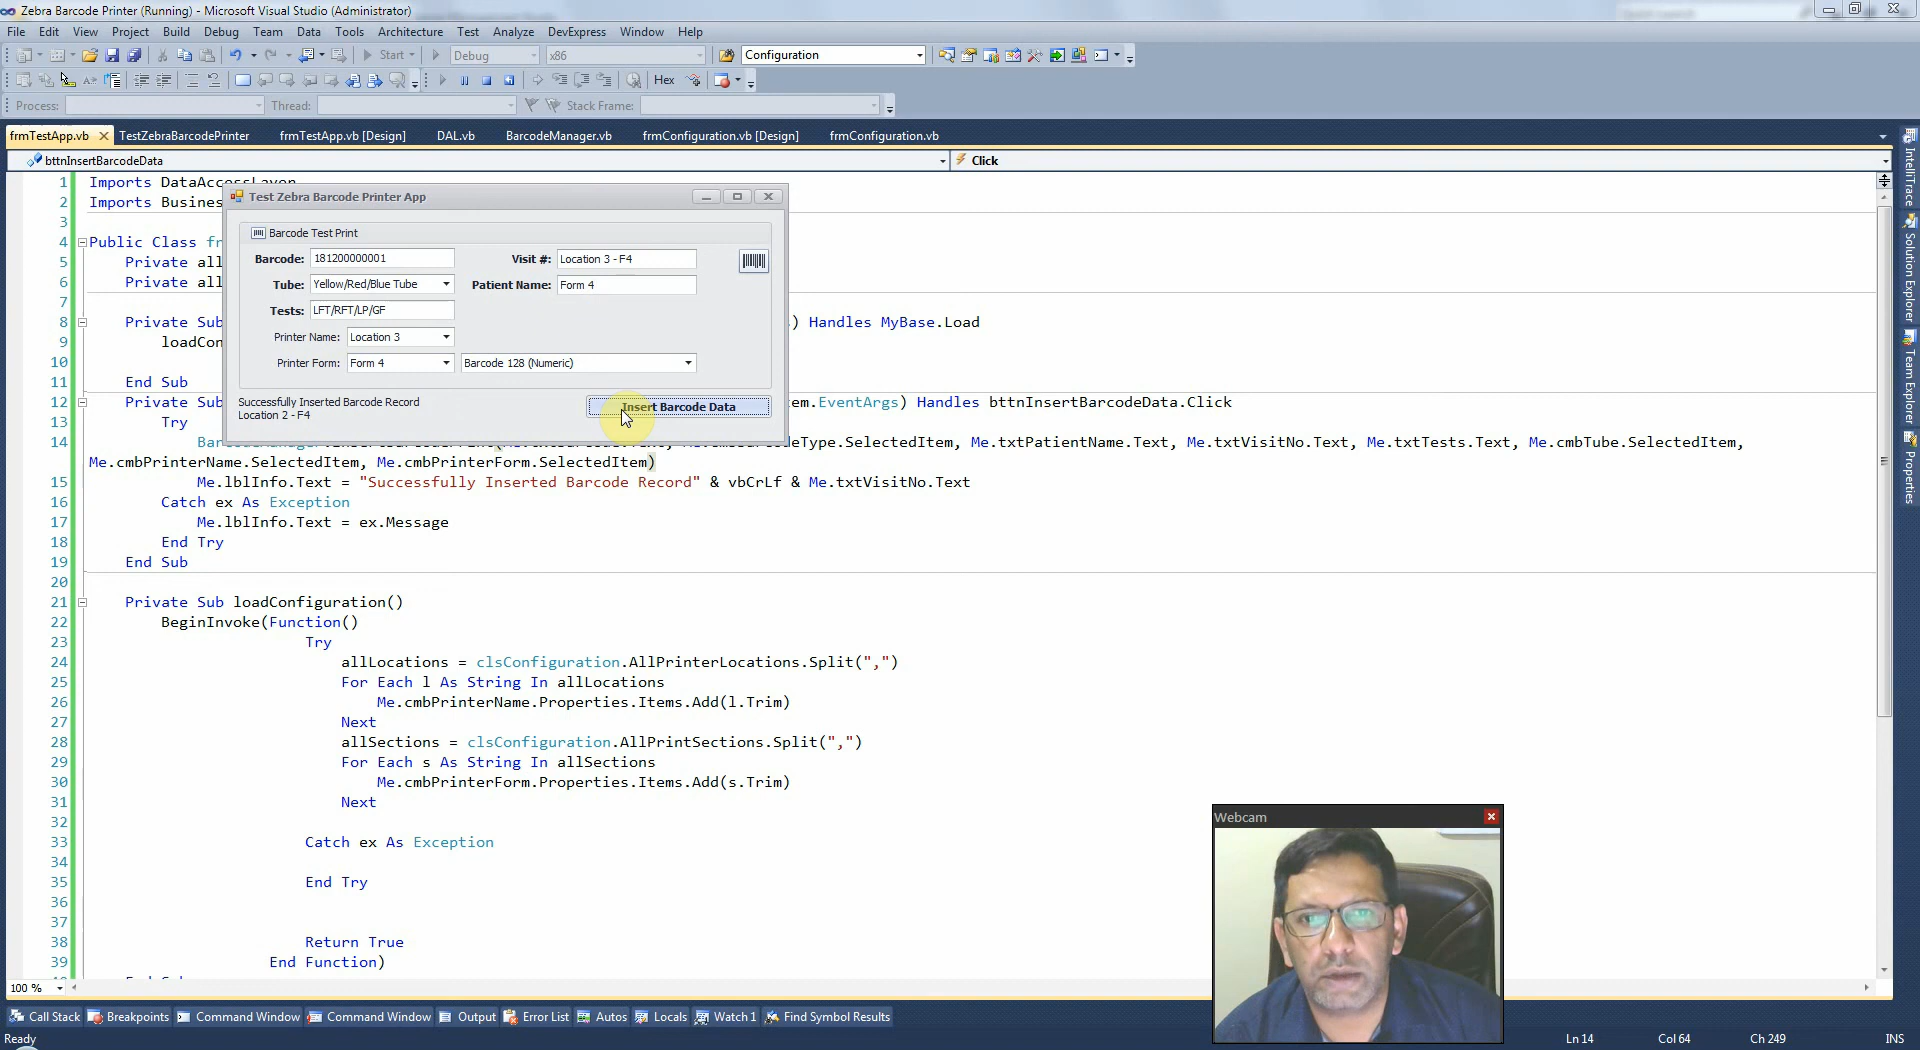 Zebra Barcode Printer (Running) - Microsoft Visual Studio (Administrator)
File Edit View Project Build Debug Team Data Tools Architecture Test Analyze DevExpress Window Help
Start Debug x86 Configuration
Hex
Process: Thread: Stack Frame:
frmTestApp.vb TestZebraBarcodePrinter frmTestApp.vb [Design] DAL.vb BarcodeManager.vb frmConfiguration.vb [Design] frmConfiguration.vb
bttnInsertBarcodeData Click
1 Imports DataAccessLayer
2 Imports Busines
3
4 Public Class fr
5 Private all
6 Private all
7
8 Private Sub ) Handles MyBase.Load
9 loadCon
10
11 End Sub
12 Private Sub tem.EventArgs) Handles bttnInsertBarcodeData.Click
13 Try
14 Type.SelectedItem, Me.txtPatientName.Text, Me.txtVisitNo.Text, Me.txtTests.Text, Me.cmbTube.SelectedItem,
Me.cmbPrinterName.SelectedItem, Me.cmbPrinterForm.SelectedItem)
15 Me.lblInfo.Text = "Successfully Inserted Barcode Record" & vbCrLf & Me.txtVisitNo.Text
16 Catch ex As Exception
17 Me.lblInfo.Text = ex.Message
18 End Try
19 End Sub
20
21 Private Sub loadConfiguration()
22 BeginInvoke(Function()
23 Try
24 allLocations = clsConfiguration.AllPrinterLocations.Split(",")
25 For Each l As String In allLocations
26 Me.cmbPrinterName.Properties.Items.Add(l.Trim)
27 Next
28 allSections = clsConfiguration.AllPrintSections.Split(",")
29 For Each s As String In allSections
30 Me.cmbPrinterForm.Properties.Items.Add(s.Trim)
31 Next
32
33 Catch ex As Exception
34
35 End Try
36
37
38 Return True
39 End Function)
Test Zebra Barcode Printer App
Barcode Test Print
Barcode: 181200000001 Visit #: Location 3 - F4
Tube: Yellow/Red/Blue Tube Patient Name: Form 4
Tests: LFT/RFT/LP/GF
Printer Name: Location 3
Printer Form: Form 4 Barcode 128 (Numeric)
Successfully Inserted Barcode Record
Location 2 - F4
Insert Barcode Data
IntelliTrace
Solution Explorer
Team Explorer
Properties
Webcam
100 %
Call Stack Breakpoints Command Window Command Window Output Error List Autos Locals Watch 1 Find Symbol Results
Ready Ln 14 Col 64 Ch 249 INS